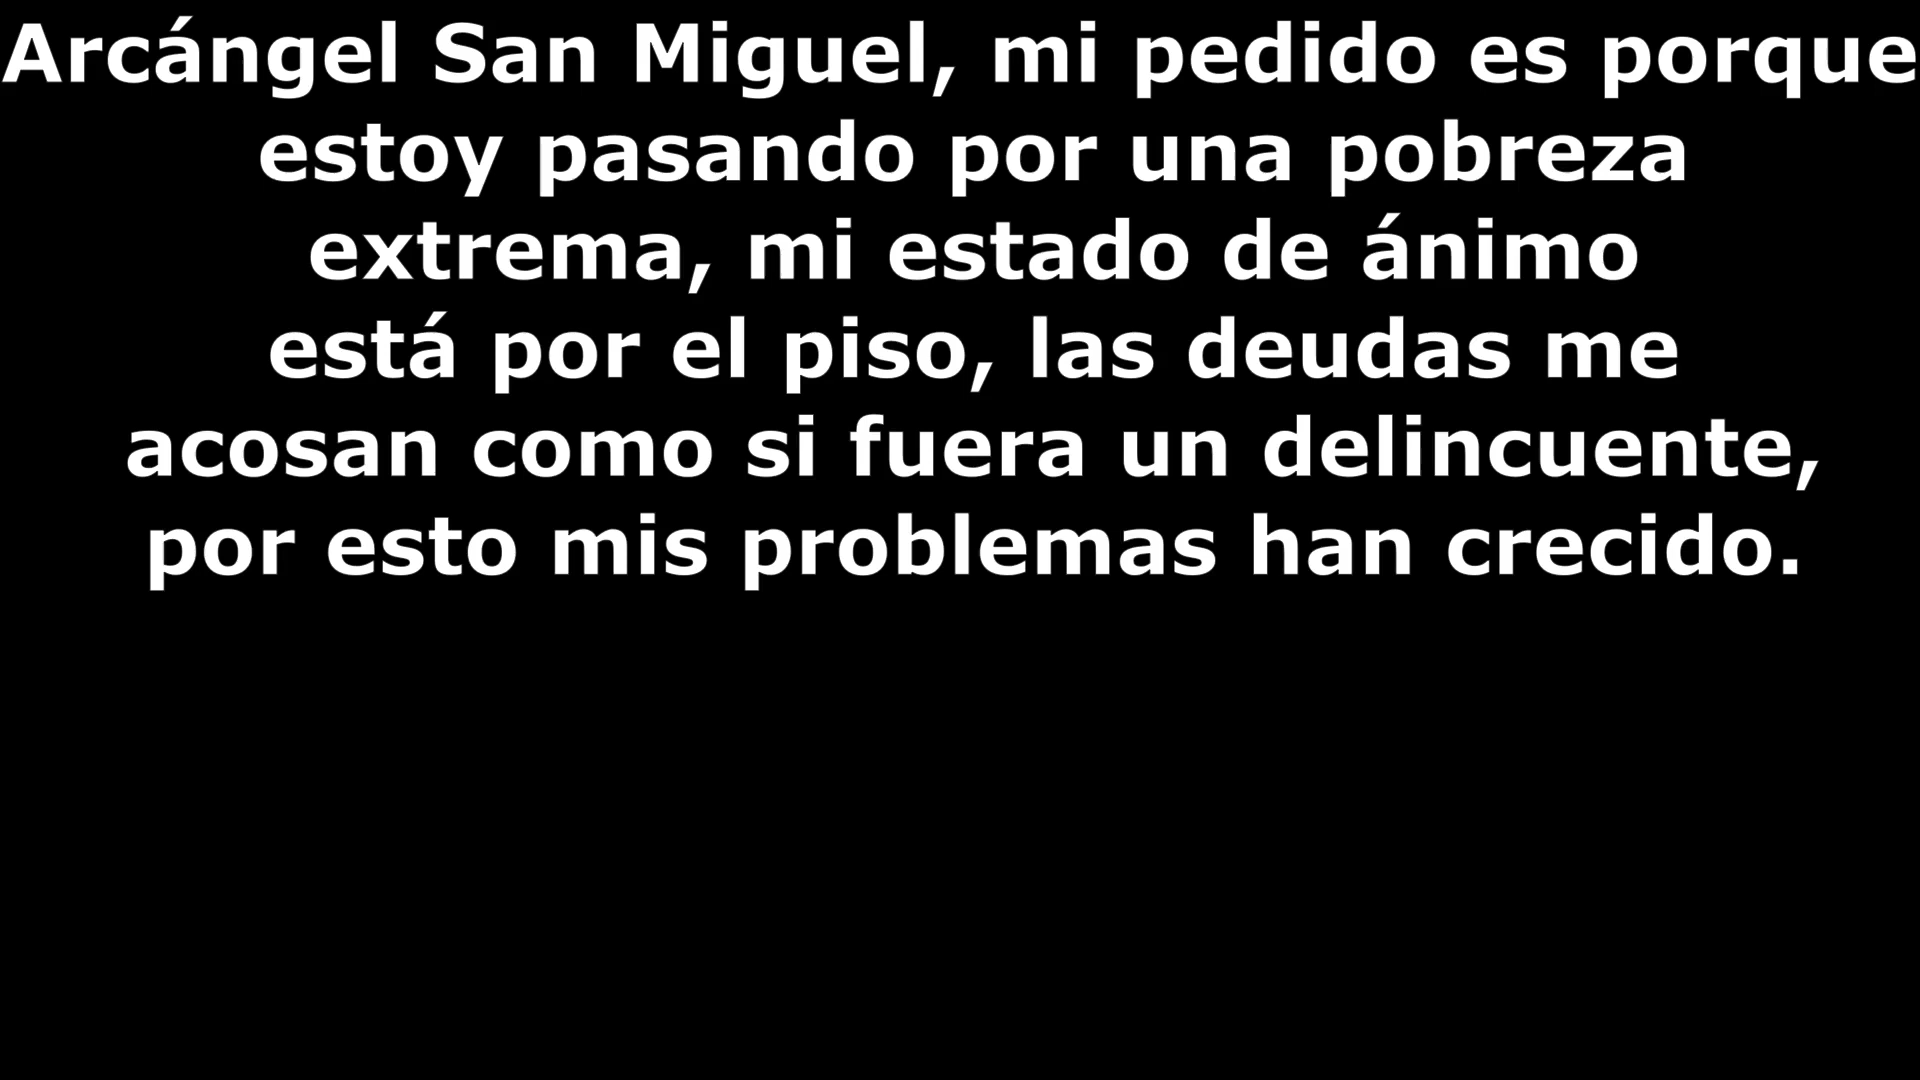 Arcángel San Miguel, mi pedido es porque
estoy pasando por una pobreza
extrema, mi estado de ánimo
está por el piso, las deudas me
acosan como si fuera un delincuente,
por esto mis problemas han crecido.